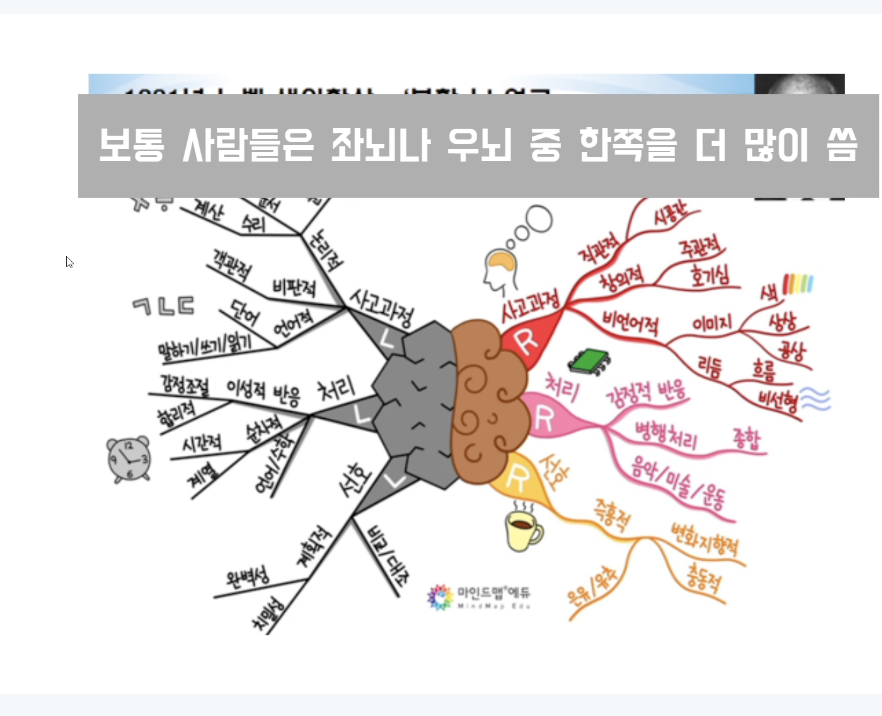 보통 사람들은 좌뇌나 우뇌 중 한쪽을 더 많이 씀
계산
수리
논리적
객관적
비판적
단어
언어적
말하기/쓰기/읽기
사고과정
L
ㄱㄴㄷ
감정조절
이성적 반응
처리
합리적
시간적
순차적
계열
언어/수학
L
12
3
6
9
선호
L
계획적
비교/대조
완벽성
치밀성
사고과정
R
직관적
시공간
창의적
주관적
호기심
비언어적
이미지
색
상상
공상
리듬
흐름
비선형
처리
R
감정적 반응
병행처리
종합
음악/미술/운동
선호
R
즉흥적
변화지향적
충동적
은유/유추
마인드맵®에듀
MindMap Edu